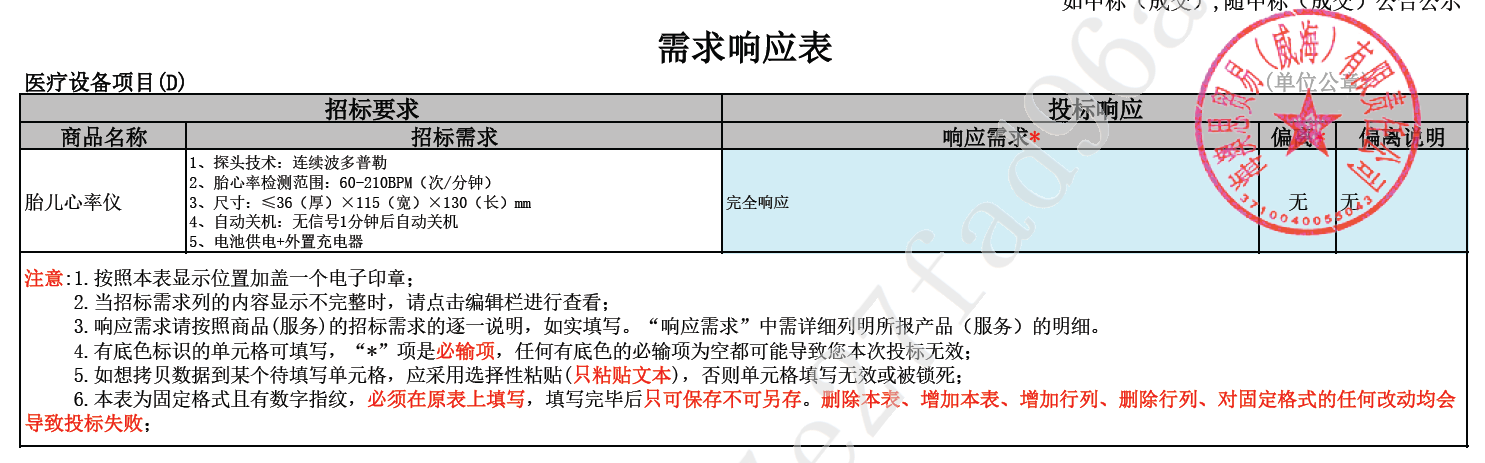 如中标（成交）,随中标（成交）公告公示
需求响应表
医疗设备项目(D)
(单位公章)
招标要求 投标响应
商品名称 招标需求 响应需求* 偏离* 偏离说明
胎儿心率仪
1、探头技术：连续波多普勒
2、胎心率检测范围：60-210BPM（次/分钟）
3、尺寸：≤36（厚）×115（宽）×130（长）mm
4、自动关机：无信号1分钟后自动关机
5、电池供电+外置充电器
完全响应
无
无
注意:1.按照本表显示位置加盖一个电子印章；
2.当招标需求列的内容显示不完整时，请点击编辑栏进行查看；
3.响应需求请按照商品(服务)的招标需求的逐一说明，如实填写。“响应需求”中需详细列明所报产品（服务）的明细。
4.有底色标识的单元格可填写，“*”项是必输项，任何有底色的必输项为空都可能导致您本次投标无效；
5.如想拷贝数据到某个待填写单元格，应采用选择性粘贴(只粘贴文本)，否则单元格填写无效或被锁死；
6.本表为固定格式且有数字指纹，必须在原表上填写，填写完毕后只可保存不可另存。删除本表、增加本表、增加行列、删除行列、对固定格式的任何改动均会
导致投标失败；
贸易（威海）有限责任公司